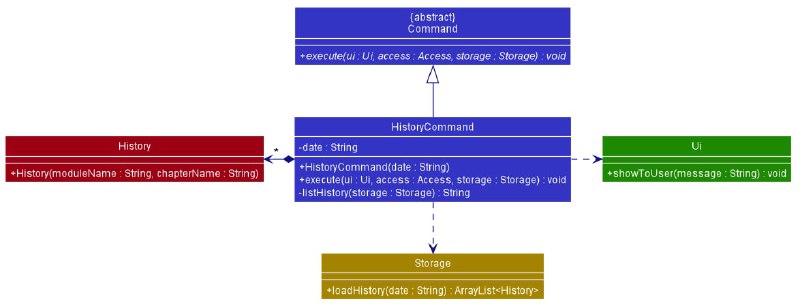 {abstract}
Command
+execute(ui : Ui, access : Access, storage : Storage) : void
HistoryCommand
-date : String
+HistoryCommand(date : String)
+execute(ui : Ui, access : Access, storage : Storage) : void
-listHistory(storage : Storage) : String
History
+History(moduleName : String, chapterName : String)
*
Ui
+showToUser(message : String) : void
Storage
+loadHistory(date : String) : ArrayList<History>